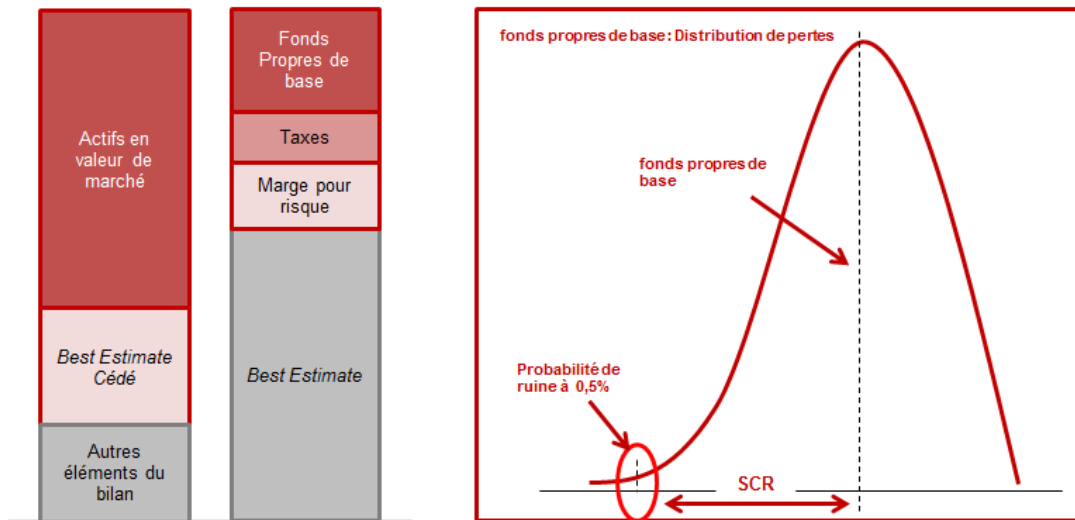 Actifs en
valeur de
marché
Best Estimate
Cédé
Autres
éléments du
bilan
Fonds
Propres de
base
Taxes
Marge pour
risque
Best Estimate
fonds propres de base: Distribution de pertes
fonds propres de
base
Probabilité de
ruine à 0,5%
SCR